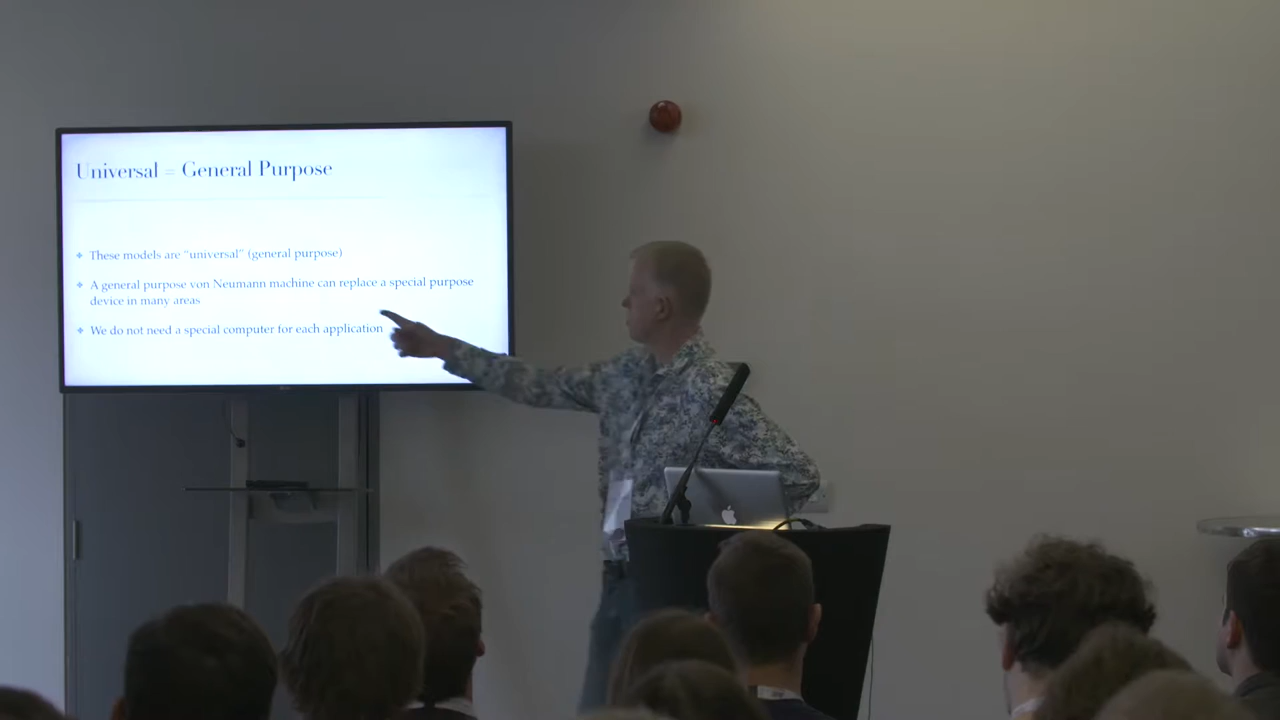 Universal = General Purpose
❖ These models are “universal” (general purpose)
❖ A general purpose von Neumann machine can replace a special purpose
device in many areas
❖ We do not need a special computer for each application